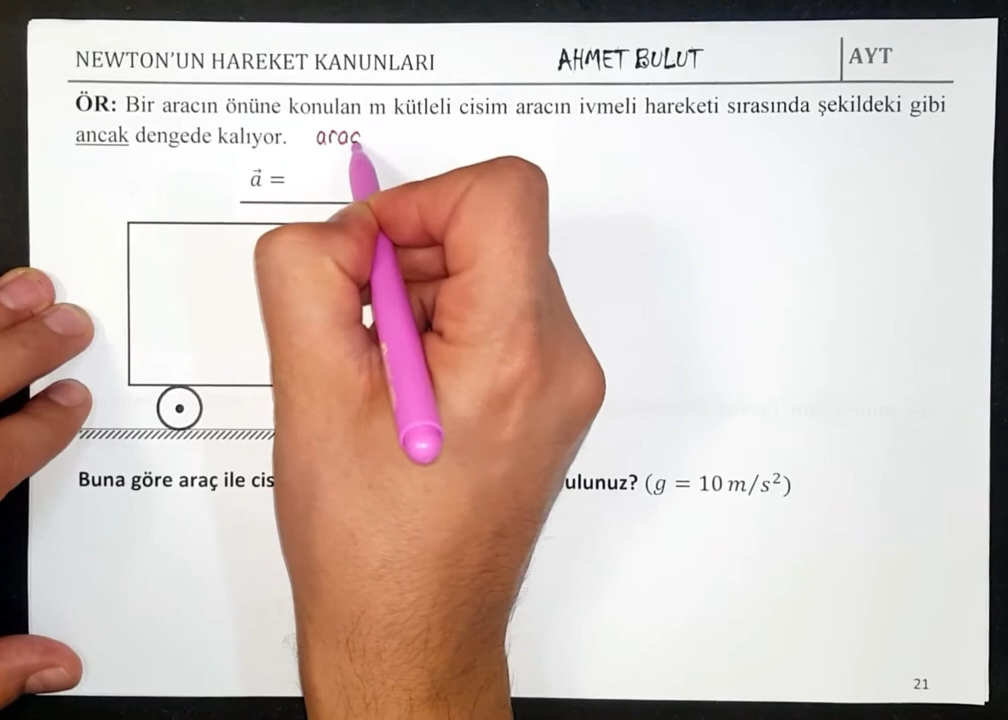 NEWTON'UN HAREKET KANUNLARI AHMET BULUT AYT
ÖR: Bir aracın önüne konulan m kütleli cisim aracın ivmeli hareketi sırasında şekildeki gibi
ancak dengede kalıyor. araç
a⃗ =
Buna göre araç ile cis ulunuz? (g = 10 m/s²)
21